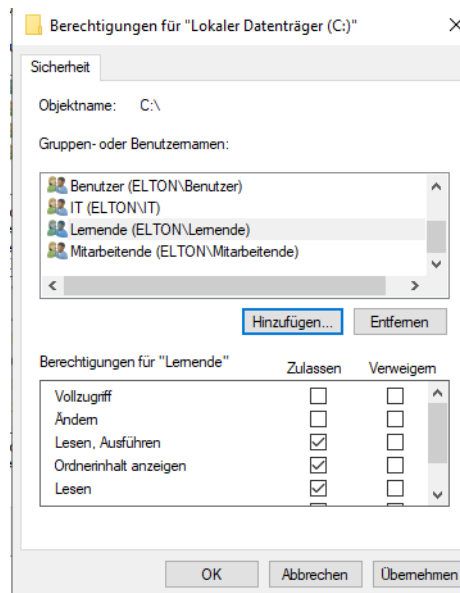 Berechtigungen für "Lokaler Datenträger (C:)"
Sicherheit
Objektname: C:\
Gruppen- oder Benutzernamen:
Benutzer (ELTON\Benutzer)
IT (ELTON\IT)
Lernende (ELTON\Lernende)
Mitarbeitende (ELTON\Mitarbeitende)
Hinzufügen... Entfernen
Berechtigungen für "Lernende" Zulassen Verweigern
Vollzugriff
Ändern
Lesen, Ausführen
Ordnerinhalt anzeigen
Lesen
OK Abbrechen Übernehmen